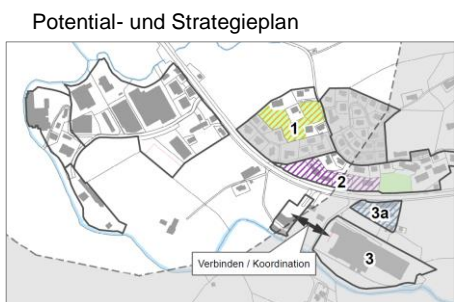 Potential- und Strategieplan
1
2
3a
3
Verbinden / Koordination